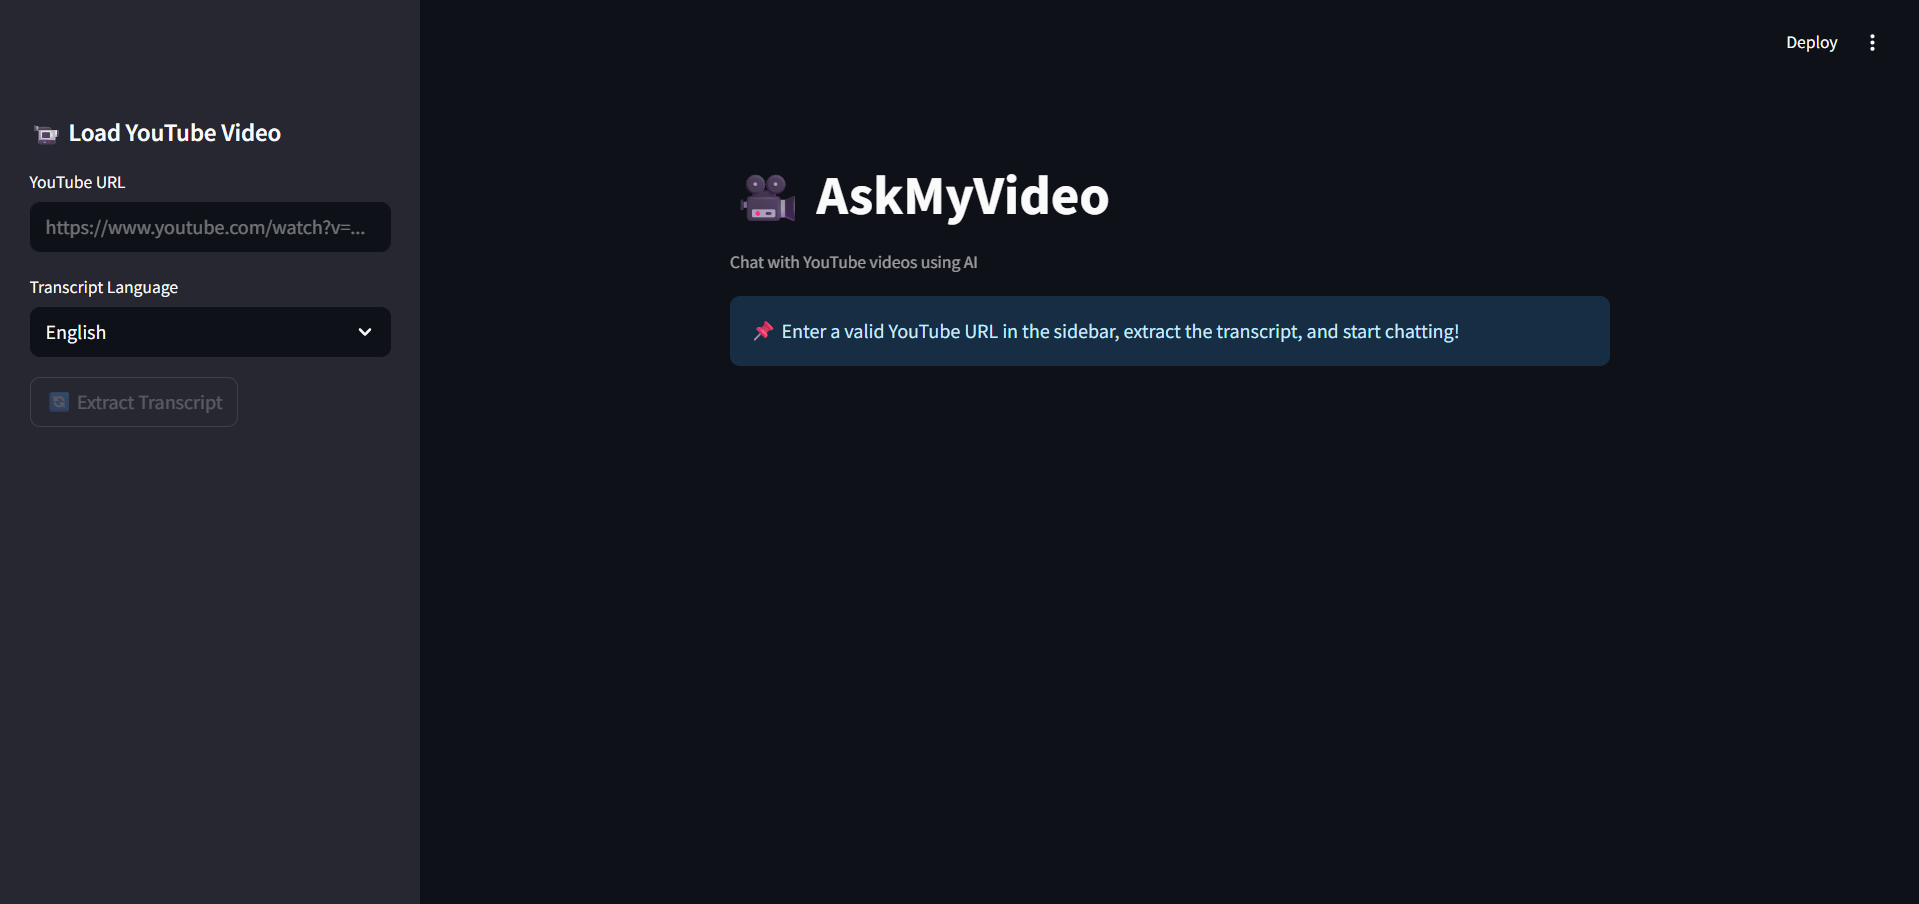 Deploy
Load YouTube Video
YouTube URL
https://www.youtube.com/watch?v=...
Transcript Language
English
Extract Transcript
AskMyVideo
Chat with YouTube videos using AI
Enter a valid YouTube URL in the sidebar, extract the transcript, and start chatting!